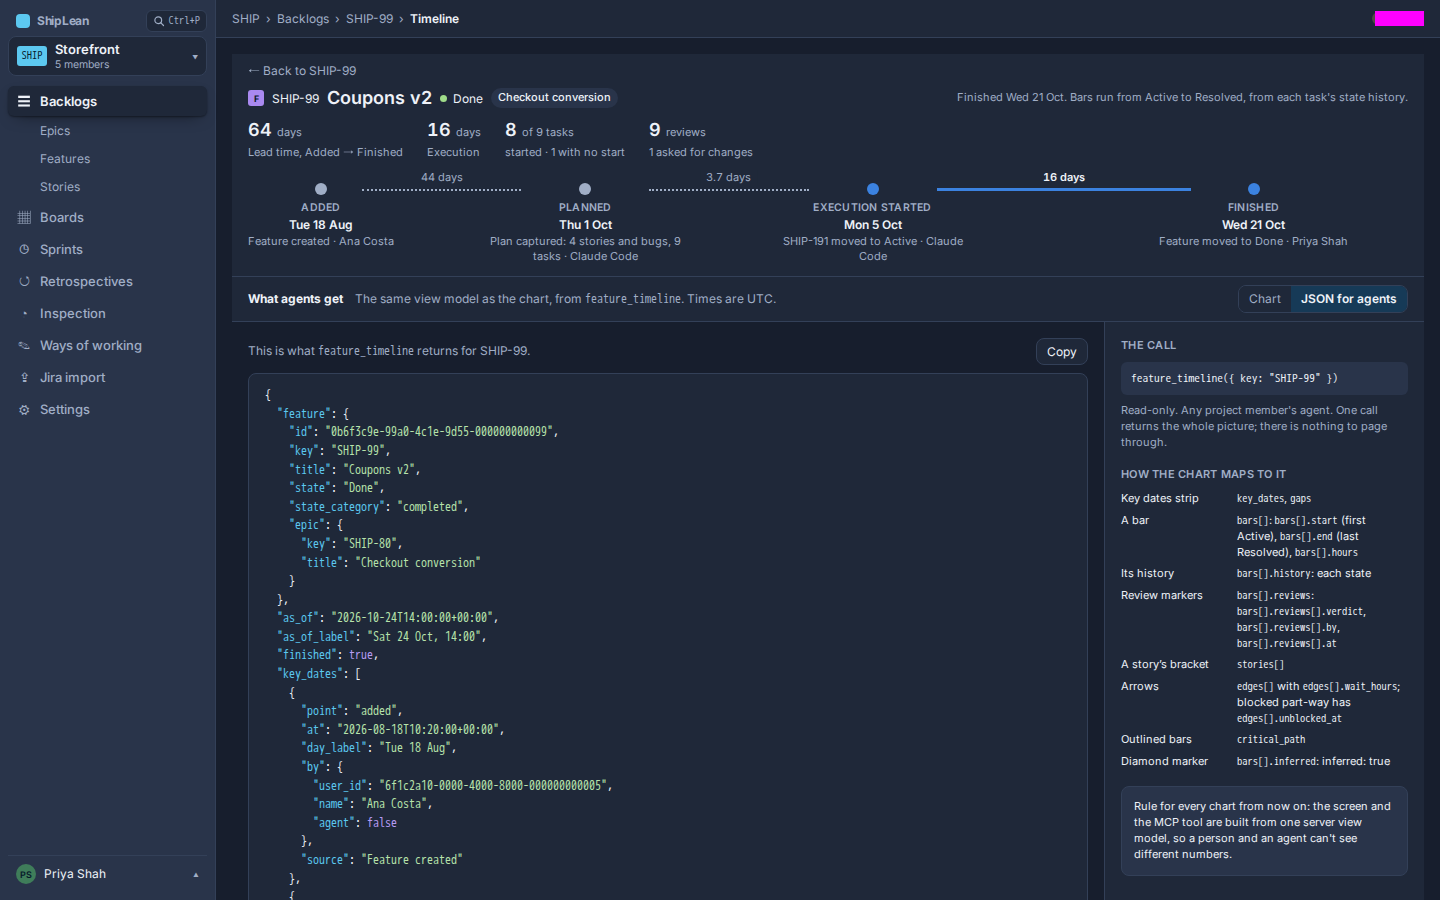 ShipLean
Ctrl+P
SHIP
Storefront
5 members
Backlogs
Epics
Features
Stories
Boards
Sprints
Retrospectives
Inspection
Ways of working
Jira import
Settings
PS Priya Shah
SHIP › Backlogs › SHIP-99 › Timeline
← Back to SHIP-99
F SHIP-99 Coupons v2 Done Checkout conversion
Finished Wed 21 Oct. Bars run from Active to Resolved, from each task's state history.
64 days
Lead time, Added → Finished
16 days
Execution
8 of 9 tasks
started · 1 with no start
9 reviews
1 asked for changes
44 days
3.7 days
16 days
ADDED
Tue 18 Aug
Feature created · Ana Costa
PLANNED
Thu 1 Oct
Plan captured: 4 stories and bugs, 9
tasks · Claude Code
EXECUTION STARTED
Mon 5 Oct
SHIP-191 moved to Active · Claude
Code
FINISHED
Wed 21 Oct
Feature moved to Done · Priya Shah
What agents get The same view model as the chart, from feature_timeline. Times are UTC.
Chart JSON for agents
This is what feature_timeline returns for SHIP-99.
Copy
{
"feature": {
"id": "0b6f3c9e-99a0-4c1e-9d55-000000000099",
"key": "SHIP-99",
"title": "Coupons v2",
"state": "Done",
"state_category": "completed",
"epic": {
"key": "SHIP-80",
"title": "Checkout conversion"
}
},
"as_of": "2026-10-24T14:00:00+00:00",
"as_of_label": "Sat 24 Oct, 14:00",
"finished": true,
"key_dates": [
{
"point": "added",
"at": "2026-08-18T10:20:00+00:00",
"day_label": "Tue 18 Aug",
"by": {
"user_id": "6f1c2a10-0000-4000-8000-000000000005",
"name": "Ana Costa",
"agent": false
},
"source": "Feature created"
},
{
THE CALL
feature_timeline({ key: "SHIP-99" })
Read-only. Any project member's agent. One call
returns the whole picture; there is nothing to page
through.
HOW THE CHART MAPS TO IT
Key dates strip key_dates, gaps
A bar bars[]: bars[].start (first
Active), bars[].end (last
Resolved), bars[].hours
Its history bars[].history: each state
Review markers bars[].reviews:
bars[].reviews[].verdict,
bars[].reviews[].by,
bars[].reviews[].at
A story's bracket stories[]
Arrows edges[] with edges[].wait_hours;
blocked part-way has
edges[].unblocked_at
Outlined bars critical_path
Diamond marker bars[].inferred: inferred: true
Rule for every chart from now on: the screen and
the MCP tool are built from one server view
model, so a person and an agent can't see
different numbers.